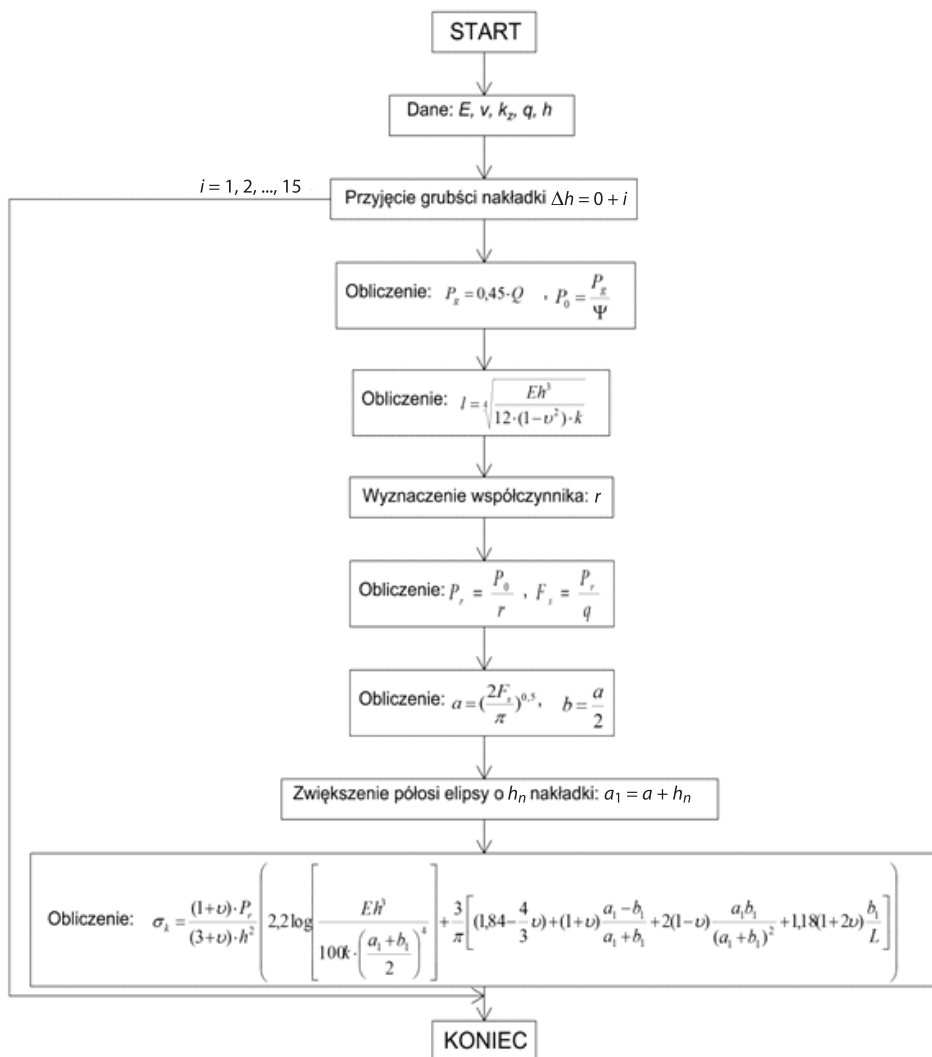 START
Dane: E, v, k_z, q, h
i = 1, 2, ..., 15
Przyjęcie grubści nakładki Δh = 0 + i
Obliczenie: P_g = 0,45·Q , P_0 = P_g / Ψ
Obliczenie: l = ∜(Eh³ / (12·(1−υ²)·k))
Wyznaczenie współczynnika: r
Obliczenie: P_r = P_0 / r , F_s = P_r / q
Obliczenie: a = (2F_s / π)^0,5, b = a / 2
Zwiększenie półosi elipsy o h_n nakładki: a_1 = a + h_n
Obliczenie: σ_k = ((1+υ)·P_r / ((3+υ)·h²)) (2,2log[Eh³ / (100k·((a_1+b_1)/2)⁴)] + (3/π)[(1,84−(4/3)υ)+(1+υ)(a_1−b_1)/(a_1+b_1)+2(1−υ)(a_1b_1)/(a_1+b_1)²+1,18(1+2υ)(b_1/L)])
KONIEC